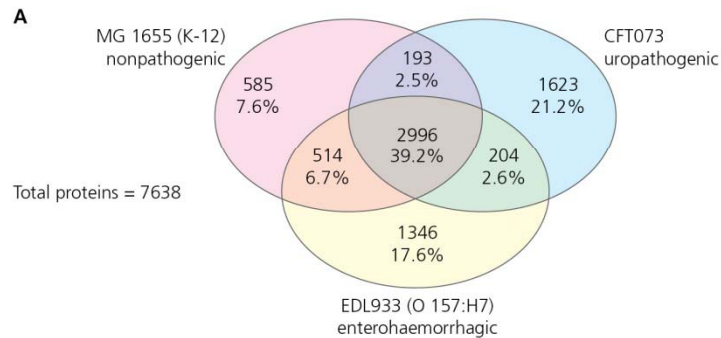 A
MG 1655 (K-12)
nonpathogenic
CFT073
uropathogenic
193
2.5%
585
7.6%
1623
21.2%
2996
39.2%
514
6.7%
204
2.6%
Total proteins = 7638
1346
17.6%
EDL933 (O 157:H7)
enterohaemorrhagic